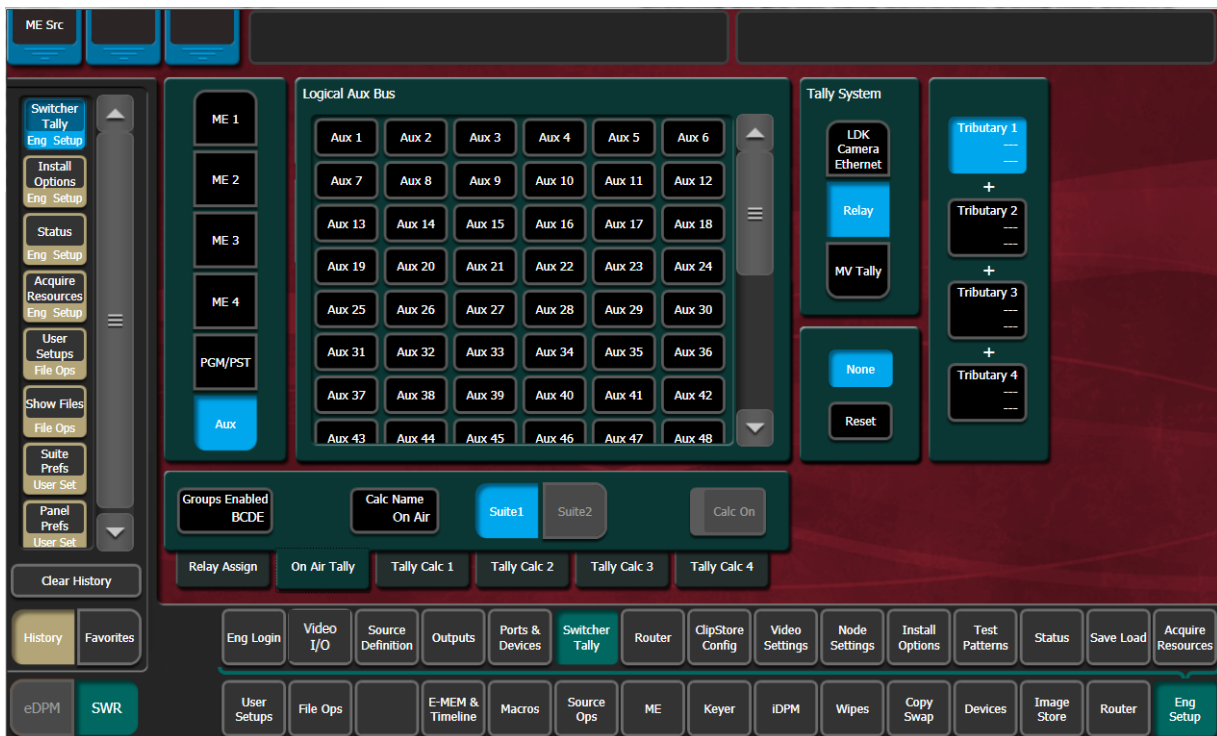 ME Src
Switcher
Tally
Eng Setup
Install
Options
Eng Setup
Status
Eng Setup
Acquire
Resources
Eng Setup
User
Setups
File Ops
Show Files
File Ops
Suite
Prefs
User Set
Panel
Prefs
User Set
Clear History
History Favorites
eDPM SWR
ME 1
ME 2
ME 3
ME 4
PGM/PST
Aux
Logical Aux Bus
Aux 1 Aux 2 Aux 3 Aux 4 Aux 5 Aux 6
Aux 7 Aux 8 Aux 9 Aux 10 Aux 11 Aux 12
Aux 13 Aux 14 Aux 15 Aux 16 Aux 17 Aux 18
Aux 19 Aux 20 Aux 21 Aux 22 Aux 23 Aux 24
Aux 25 Aux 26 Aux 27 Aux 28 Aux 29 Aux 30
Aux 31 Aux 32 Aux 33 Aux 34 Aux 35 Aux 36
Aux 37 Aux 38 Aux 39 Aux 40 Aux 41 Aux 42
Aux 43 Aux 44 Aux 45 Aux 46 Aux 47 Aux 48
Tally System
LDK
Camera
Ethernet
Relay
MV Tally
None
Reset
Tributary 1
---
---
+
Tributary 2
---
---
+
Tributary 3
---
---
+
Tributary 4
---
---
Groups Enabled
BCDE
Calc Name
On Air
Suite1 Suite2
Calc On
Relay Assign On Air Tally Tally Calc 1 Tally Calc 2 Tally Calc 3 Tally Calc 4
Eng Login
Video
I/O
Source
Definition
Outputs
Ports &
Devices
Switcher
Tally
Router
ClipStore
Config
Video
Settings
Node
Settings
Install
Options
Test
Patterns
Status
Save Load
Acquire
Resources
User
Setups
File Ops
E-MEM &
Timeline
Macros
Source
Ops
ME
Keyer
iDPM
Wipes
Copy
Swap
Devices
Image
Store
Router
Eng
Setup